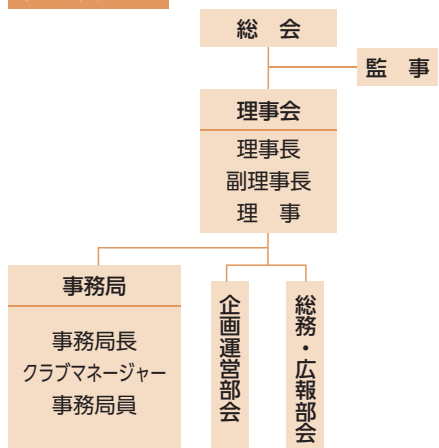 総　会
監　事
理事会
理事長
副理事長
理　事
事務局
事務局長
クラブマネージャー
事務局員
企画運営部会
総務・広報部会